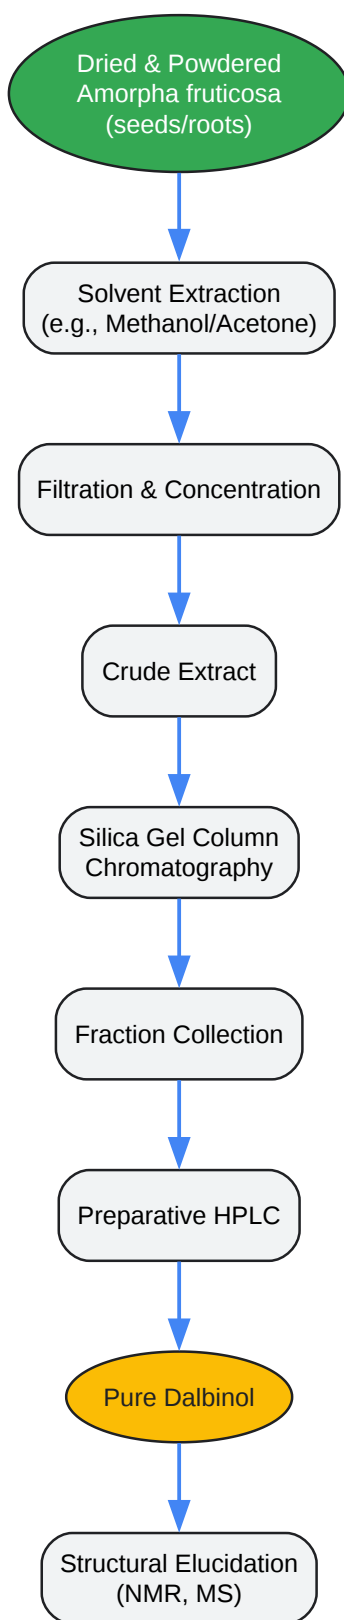 Dried & Powdered
Amorpha fruticosa
(seeds/roots)
Solvent Extraction
(e.g., Methanol/Acetone)
Filtration & Concentration
Crude Extract
Silica Gel Column
Chromatography
Fraction Collection
Preparative HPLC
Pure Dalbinol
Structural Elucidation
(NMR, MS)